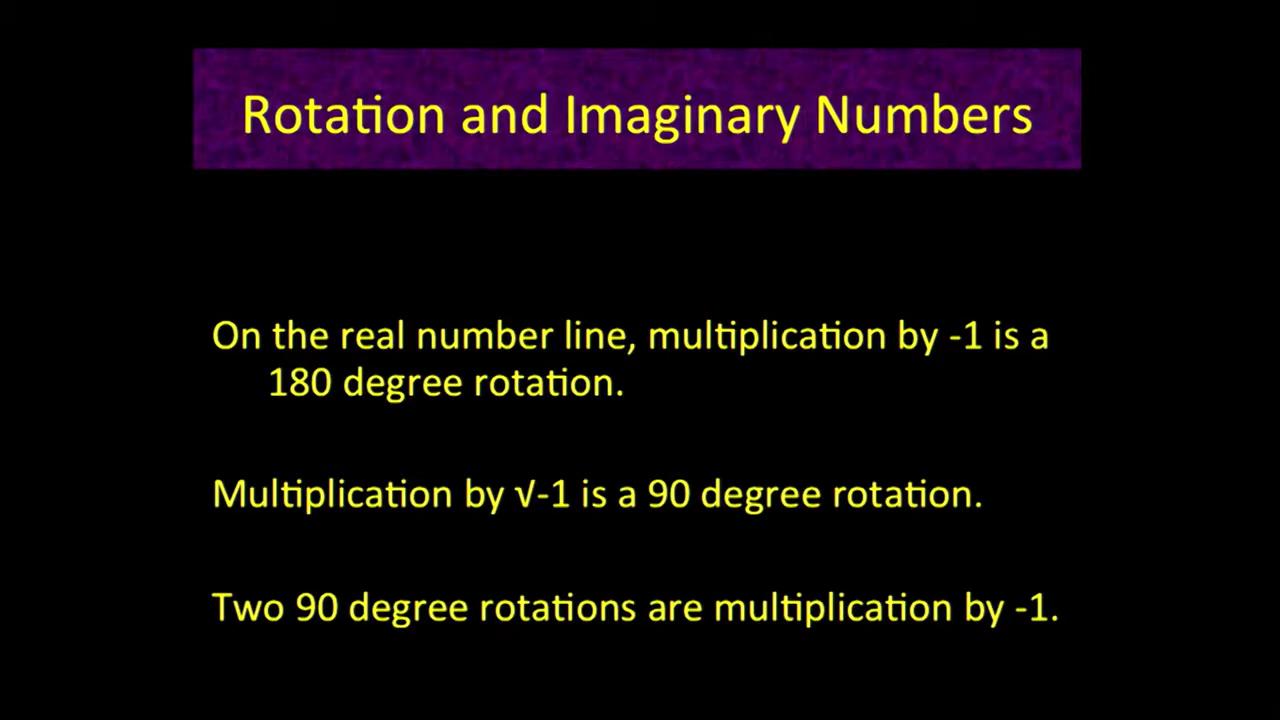 Rotation and Imaginary Numbers
On the real number line, multiplication by -1 is a
180 degree rotation.
Multiplication by √-1 is a 90 degree rotation.
Two 90 degree rotations are multiplication by -1.